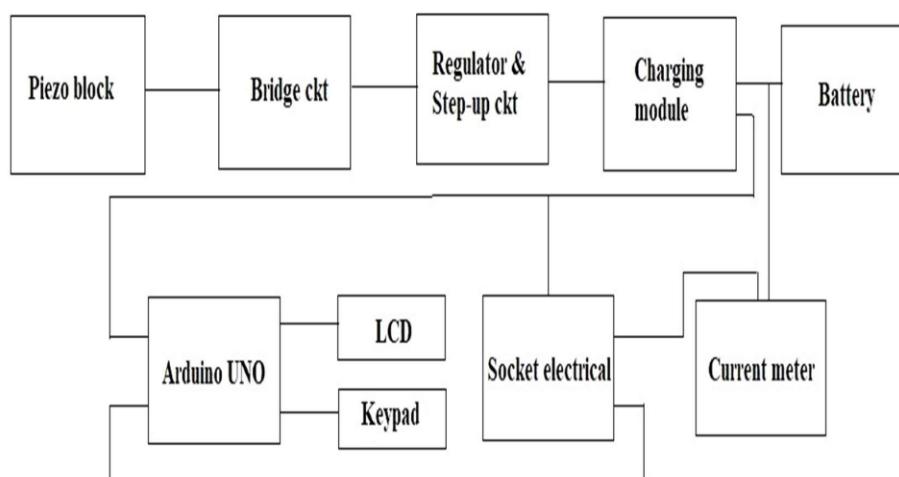 Piezo block
Bridge ckt
Regulator &
Step-up ckt
Charging
module
Battery
Arduino UNO
LCD
Keypad
Socket electrical
Current meter